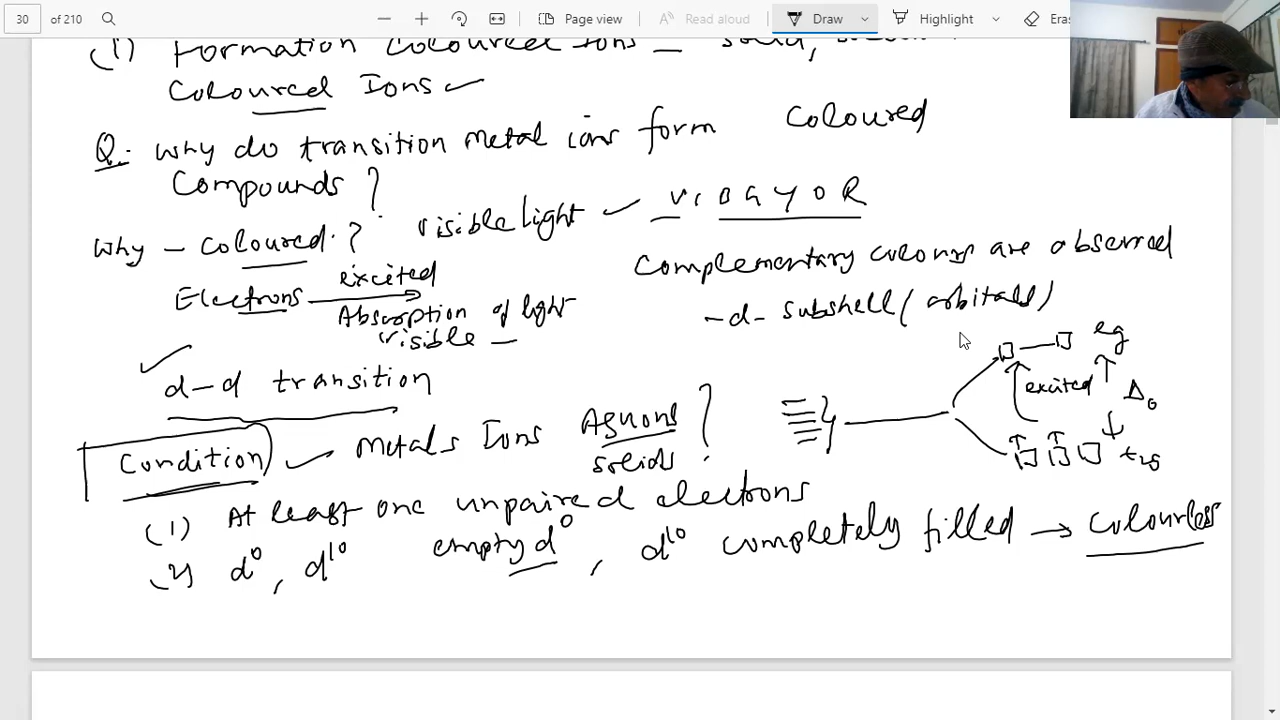 30 of 210
Page view
Read aloud
Draw
Highlight
Eras
(1) Formation Coloured Ions - solid,
Coloured Ions
Q. Why do transition metal ions form coloured
Compounds ?
Why - coloured ? visible light VIBGYOR
Complementary colours are observed
Electrons excited
Absorption of light
visible
-d- subshell (orbitals)
d-d transition
eg
excited
Δo
t2g
Condition Metals Ions Aquous ?
solids
(1) At least one unpaired electrons
(2) d⁰, d¹⁰ empty d⁰, d¹⁰ completely filled → colourless